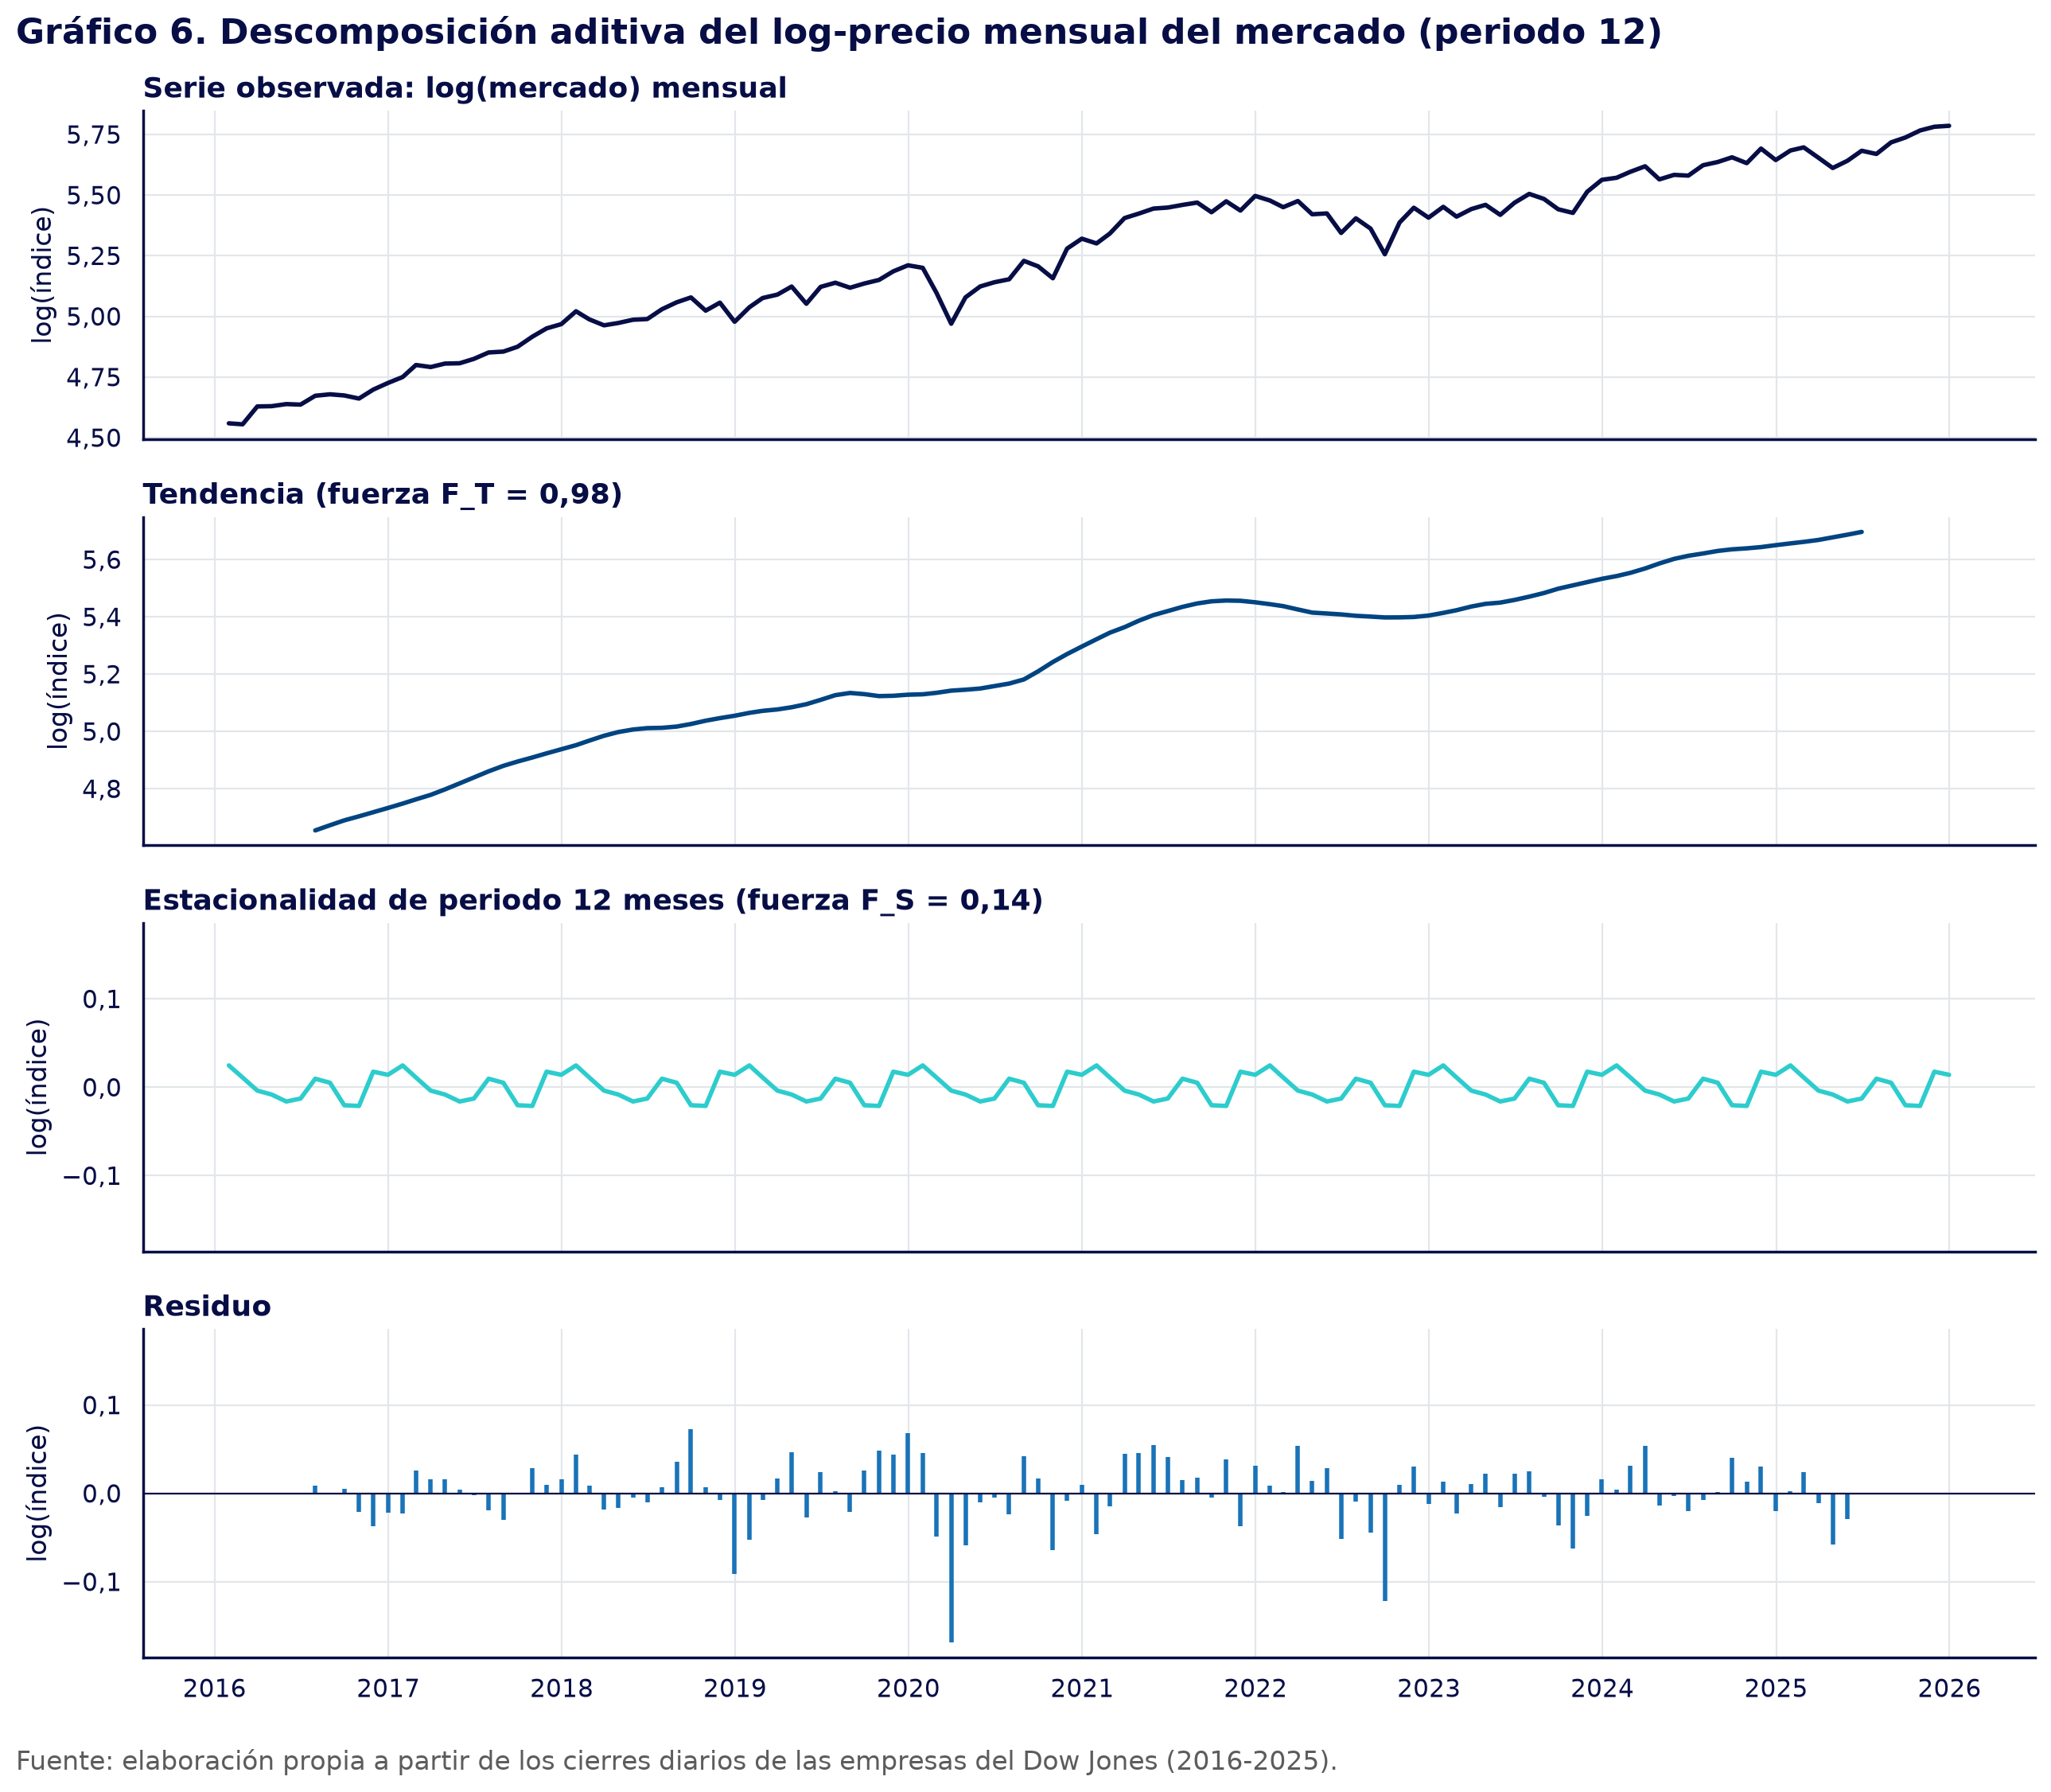 Gráfico 6. Descomposición aditiva del log-precio mensual del mercado (periodo 12)
Serie observada: log(mercado) mensual
log(índice)
5,75
5,50
5,25
5,00
4,75
4,50
Tendencia (fuerza F_T = 0,98)
log(índice)
5,6
5,4
5,2
5,0
4,8
Estacionalidad de periodo 12 meses (fuerza F_S = 0,14)
log(índice)
0,1
0,0
−0,1
Residuo
log(índice)
0,1
0,0
−0,1
2016 2017 2018 2019 2020 2021 2022 2023 2024 2025 2026
Fuente: elaboración propia a partir de los cierres diarios de las empresas del Dow Jones (2016-2025).